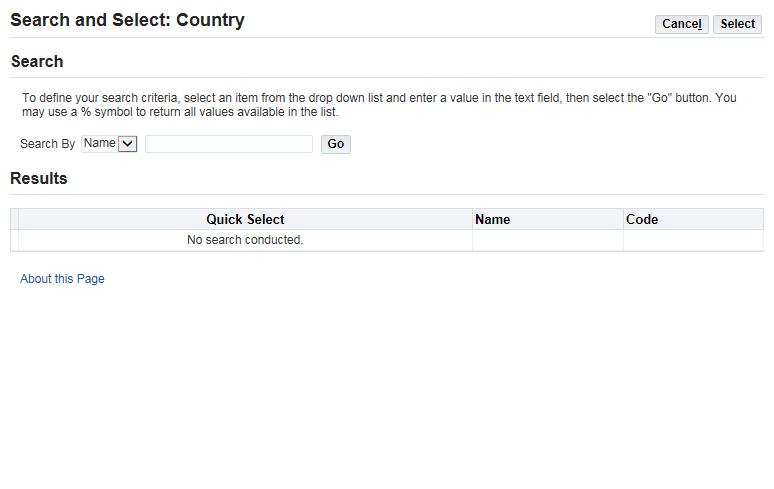 Search and Select: Country
Cancel Select
Search
To define your search criteria, select an item from the drop down list and enter a value in the text field, then select the "Go" button. You
may use a % symbol to return all values available in the list.
Search By Name Go
Results
Quick Select Name Code
No search conducted.
About this Page